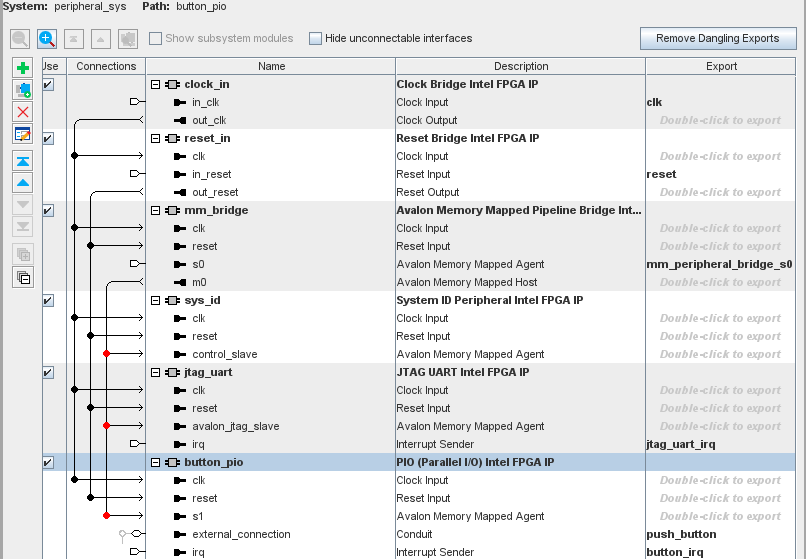 System: peripheral_sys Path: button_pio
Show subsystem modules Hide unconnectable interfaces Remove Dangling Exports
Use Connections Name Description Export
clock_in Clock Bridge Intel FPGA IP
in_clk Clock Input clk
out_clk Clock Output Double-click to export
reset_in Reset Bridge Intel FPGA IP
clk Clock Input Double-click to export
in_reset Reset Input reset
out_reset Reset Output Double-click to export
mm_bridge Avalon Memory Mapped Pipeline Bridge Int...
clk Clock Input Double-click to export
reset Reset Input Double-click to export
s0 Avalon Memory Mapped Agent mm_peripheral_bridge_s0
m0 Avalon Memory Mapped Host Double-click to export
sys_id System ID Peripheral Intel FPGA IP
clk Clock Input Double-click to export
reset Reset Input Double-click to export
control_slave Avalon Memory Mapped Agent Double-click to export
jtag_uart JTAG UART Intel FPGA IP
clk Clock Input Double-click to export
reset Reset Input Double-click to export
avalon_jtag_slave Avalon Memory Mapped Agent Double-click to export
irq Interrupt Sender jtag_uart_irq
button_pio PIO (Parallel I/O) Intel FPGA IP
clk Clock Input Double-click to export
reset Reset Input Double-click to export
s1 Avalon Memory Mapped Agent Double-click to export
external_connection Conduit push_button
irq Interrupt Sender button_irq